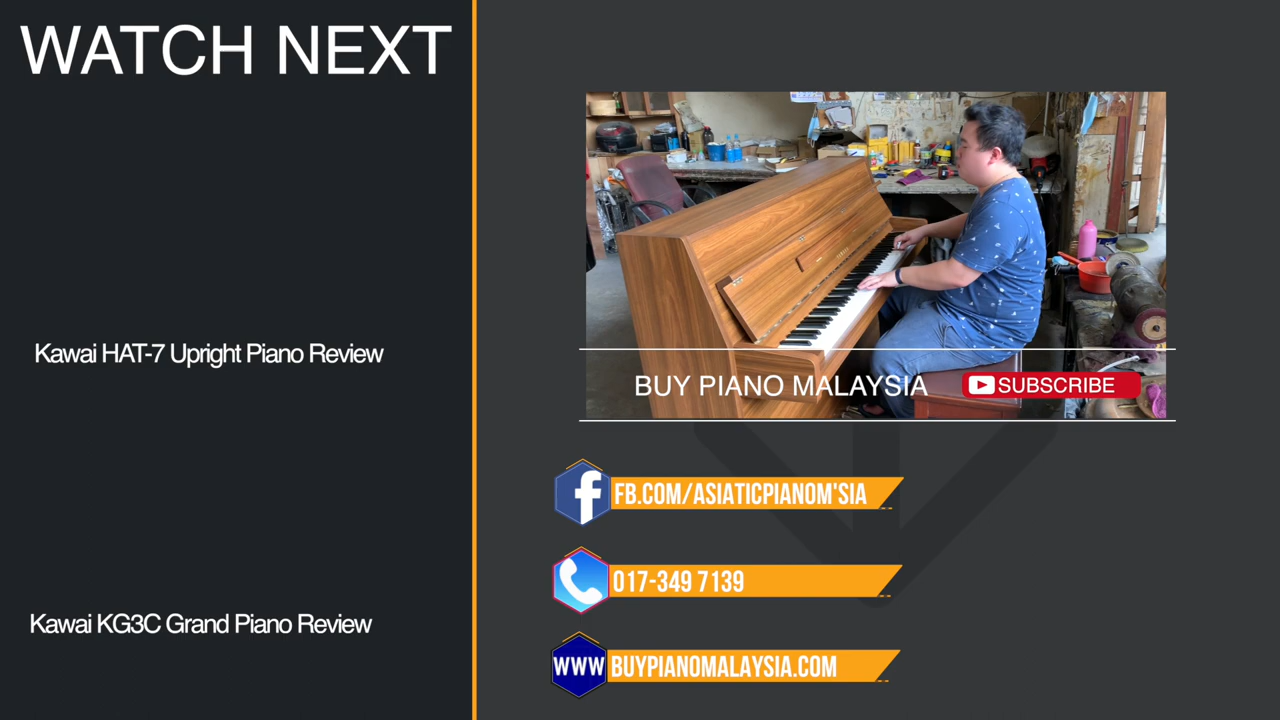 WATCH NEXT
Kawai HAT-7 Upright Piano Review
Kawai KG3C Grand Piano Review
BUY PIANO MALAYSIA
SUBSCRIBE
FB.COM/ASIATICPIANOM'SIA
017-349 7139
WWW
BUYPIANOMALAYSIA.COM